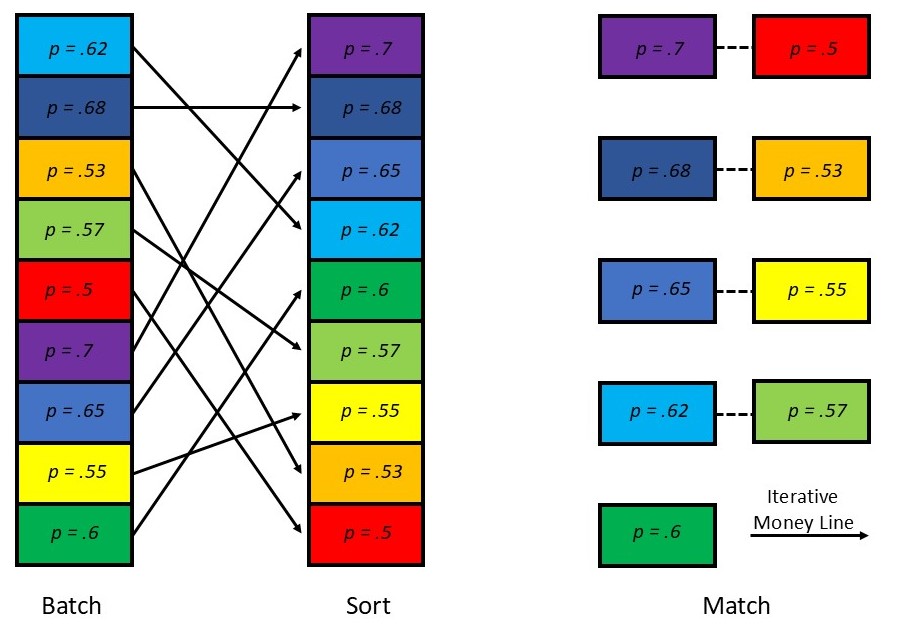 p = .62
p = .68
p = .53
p = .57
p = .5
p = .7
p = .65
p = .55
p = .6
Batch
p = .7
p = .68
p = .65
p = .62
p = .6
p = .57
p = .55
p = .53
p = .5
Sort
p = .7
p = .5
p = .68
p = .53
p = .65
p = .55
p = .62
p = .57
p = .6
Iterative
Money Line
Match